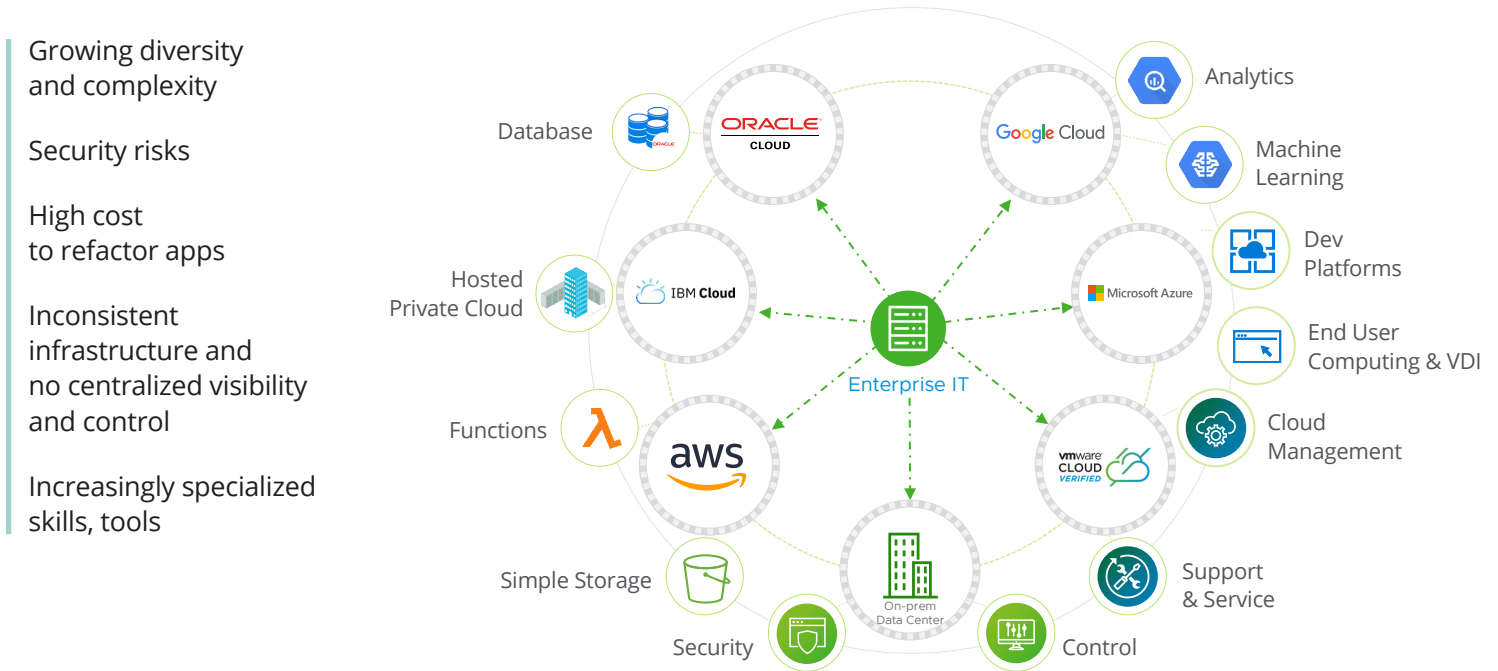 Growing diversity
and complexity
Security risks
High cost
to refactor apps
Inconsistent
infrastructure and
no centralized visibility
and control
Increasingly specialized
skills, tools
Database
ORACLE
ORACLE
CLOUD
Google Cloud
Analytics
Machine
Learning
Dev
Platforms
Hosted
Private Cloud
IBM Cloud
Microsoft Azure
End User
Computing & VDI
Enterprise IT
Functions
aws
vmware
CLOUD
VERIFIED
Cloud
Management
Simple Storage
On-prem
Data Center
Support
& Service
Security
Control